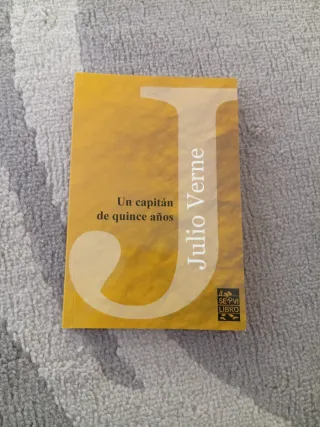 J
Un capitán
de quince años
Julio Verne
SERVI
LIBRO